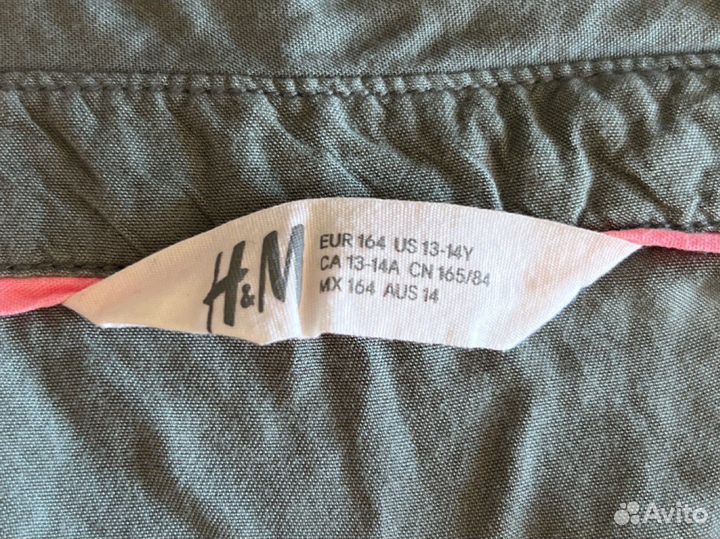 H&M
EUR 164 US 13-14Y
CA 13-14A CN 165/84
MX 164 AUS 14
Avito